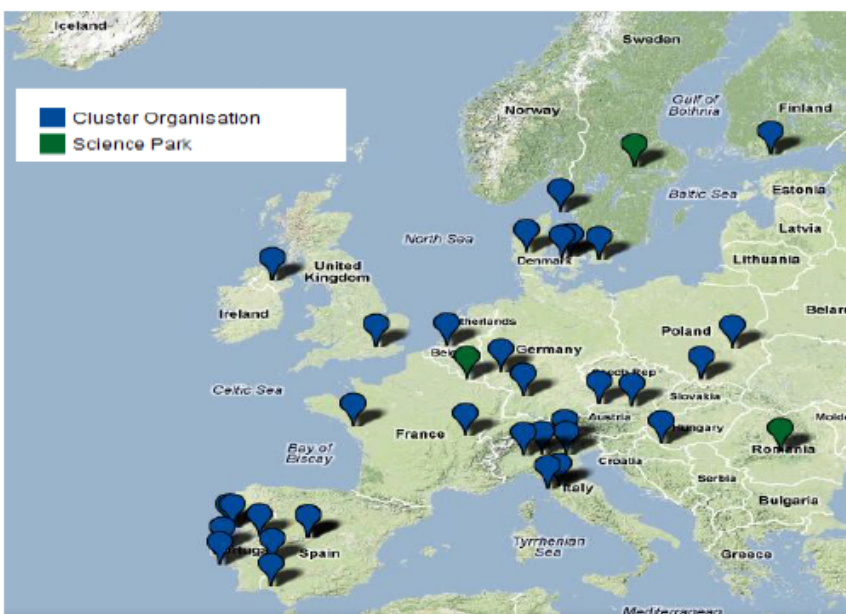 Iceland
Sweden
Norway
Gulf of
Bothnia
Finland
Cluster Organisation
Science Park
Baltic Sea
Estonia
Latvia
North Sea
Denmark
Lithuania
United
Kingdom
Ireland
Belar
Poland
Germany
Celtic Sea
Slovakia
Austria
France
Bay of
Biscay
Romania
Croatia
Serbia
Italy
Bulgaria
Spain
Tyrrhenian
Sea
Greece
Mediterranean